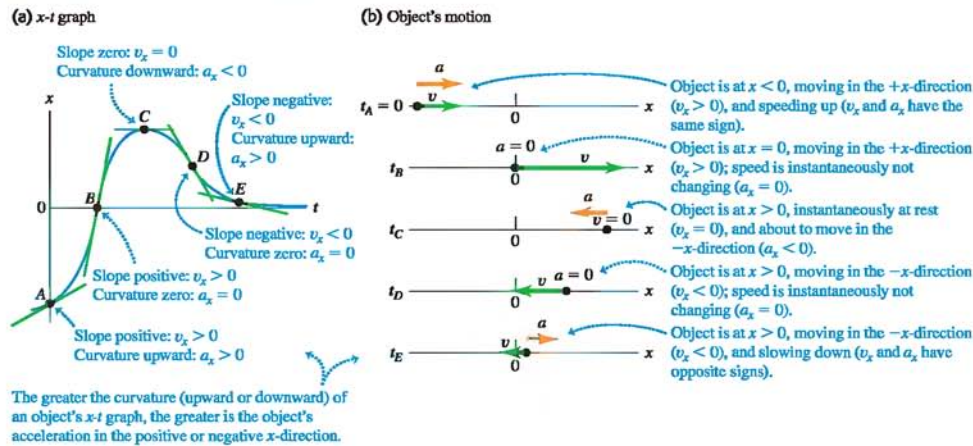 (a) x-t graph
Slope zero: vₓ = 0
Curvature downward: aₓ < 0
x
C
Slope negative:
vₓ < 0
Curvature upward:
aₓ > 0
D
B
E
0
t
Slope negative: vₓ < 0
Curvature zero: aₓ = 0
Slope positive: vₓ > 0
Curvature zero: aₓ = 0
A
Slope positive: vₓ > 0
Curvature upward: aₓ > 0
The greater the curvature (upward or downward) of
an object's x-t graph, the greater is the object's
acceleration in the positive or negative x-direction.
(b) Object's motion
a
v
t_A = 0
0
x
Object is at x < 0, moving in the +x-direction
(vₓ > 0), and speeding up (vₓ and aₓ have the
same sign).
a = 0
v
t_B
0
x
Object is at x = 0, moving in the +x-direction
(vₓ > 0); speed is instantaneously not
changing (aₓ = 0).
a
v = 0
t_C
0
x
Object is at x > 0, instantaneously at rest
(vₓ = 0), and about to move in the
−x-direction (aₓ < 0).
v a = 0
t_D
0
x
Object is at x > 0, moving in the −x-direction
(vₓ < 0); speed is instantaneously not
changing (aₓ = 0).
a
v
t_E
0
x
Object is at x > 0, moving in the −x-direction
(vₓ < 0), and slowing down (vₓ and aₓ have
opposite signs).